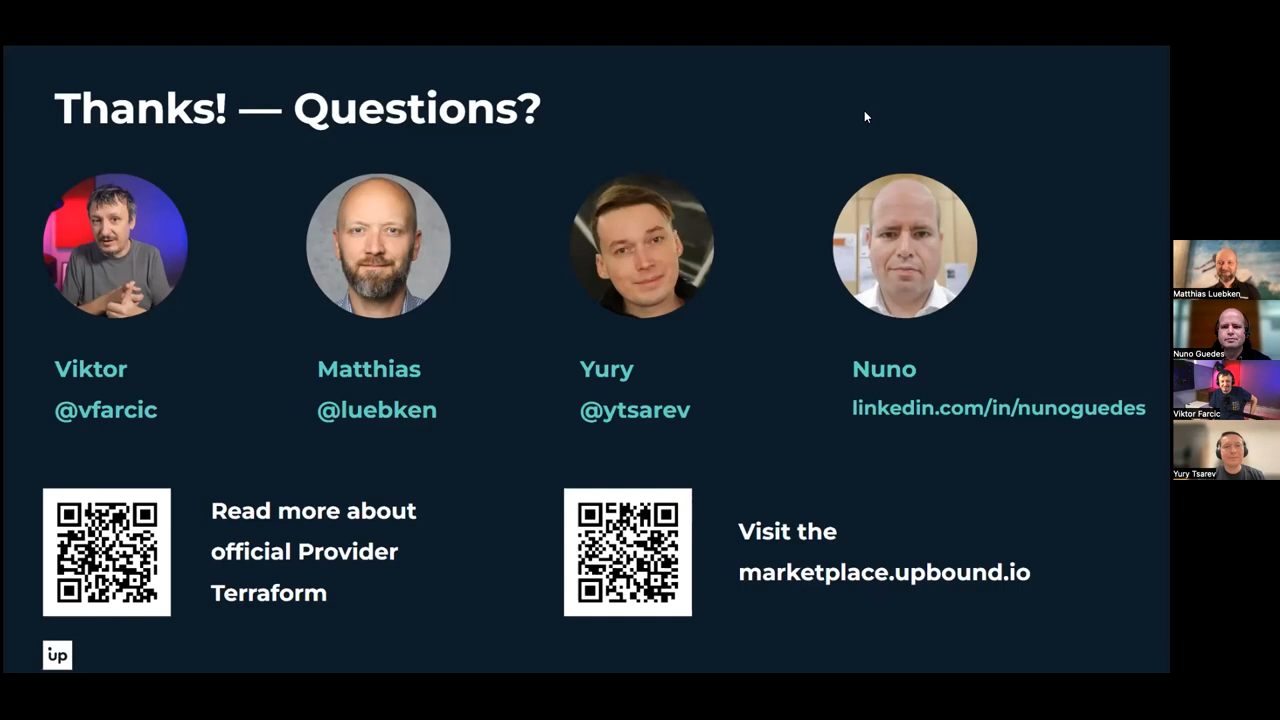 Thanks! — Questions?
Viktor
@vfarcic
Matthias
@luebken
Yury
@ytsarev
Nuno
linkedin.com/in/nunoguedes
Read more about
official Provider
Terraform
Visit the
marketplace.upbound.io
up
Matthias Luebken
Nuno Guedes
Viktor Farcic
Yury Tsarev